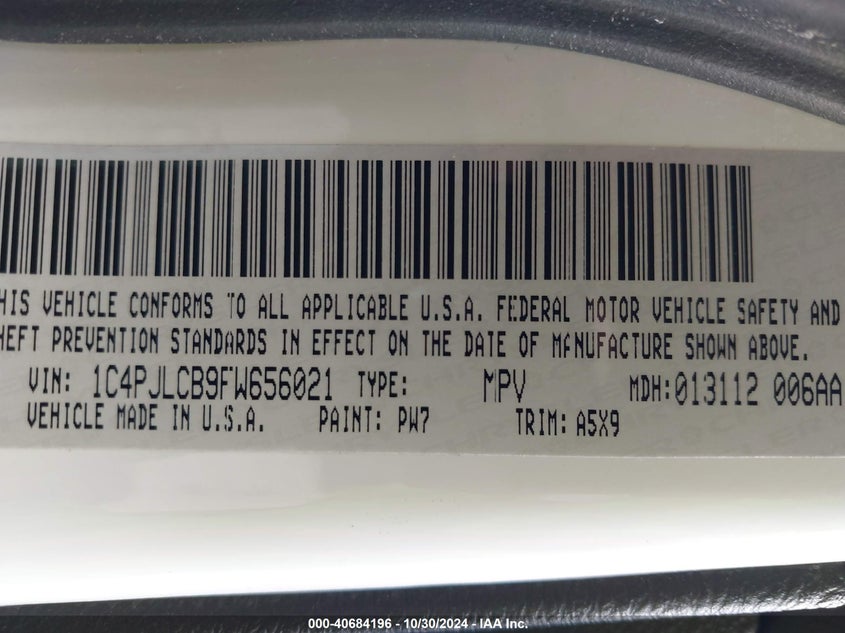 HIS VEHICLE CONFORMS TO ALL APPLICABLE U.S.A. FEDERAL MOTOR VEHICLE SAFETY AND
HEFT PREVENTION STANDARDS IN EFFECT ON THE DATE OF MANUFACTURE SHOWN ABOVE.
VIN: 1C4PJLCB9FW656021 TYPE: MPV MDH:013112 006AA
VEHICLE MADE IN U.S.A. PAINT: PW7 TRIM: A5X9
000-40684196 - 10/30/2024 - IAA Inc.